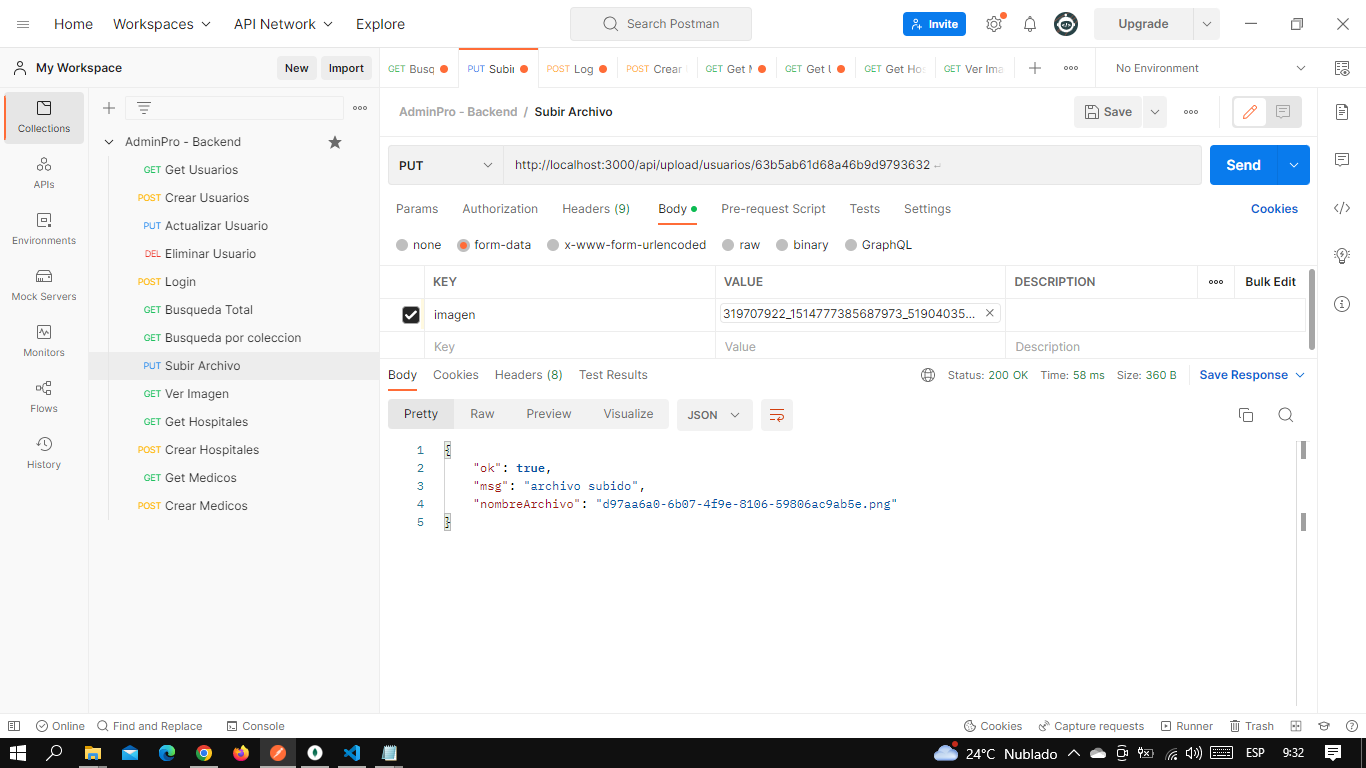 Home Workspaces API Network Explore Search Postman Invite Upgrade
My Workspace New Import GET Busq PUT Subir POST Log POST Crear GET Get M GET Get U GET Get Hos GET Ver Ima No Environment
Collections
APIs
Environments
Mock Servers
Monitors
Flows
History
AdminPro - Backend
GET Get Usuarios
POST Crear Usuarios
PUT Actualizar Usuario
DEL Eliminar Usuario
POST Login
GET Busqueda Total
GET Busqueda por coleccion
PUT Subir Archivo
GET Ver Imagen
GET Get Hospitales
POST Crear Hospitales
GET Get Medicos
POST Crear Medicos
AdminPro - Backend / Subir Archivo Save
PUT http://localhost:3000/api/upload/usuarios/63b5ab61d68a46b9d9793632 Send
Params Authorization Headers (9) Body Pre-request Script Tests Settings Cookies
none form-data x-www-form-urlencoded raw binary GraphQL
KEY VALUE DESCRIPTION Bulk Edit
imagen 319707922_1514777385687973_51904035...
Key Value Description
Body Cookies Headers (8) Test Results Status: 200 OK Time: 58 ms Size: 360 B Save Response
Pretty Raw Preview Visualize JSON
1 {
2 "ok": true,
3 "msg": "archivo subido",
4 "nombreArchivo": "d97aa6a0-6b07-4f9e-8106-59806ac9ab5e.png"
5 }
Online Find and Replace Console Cookies Capture requests Runner Trash
24°C Nublado ESP 9:32